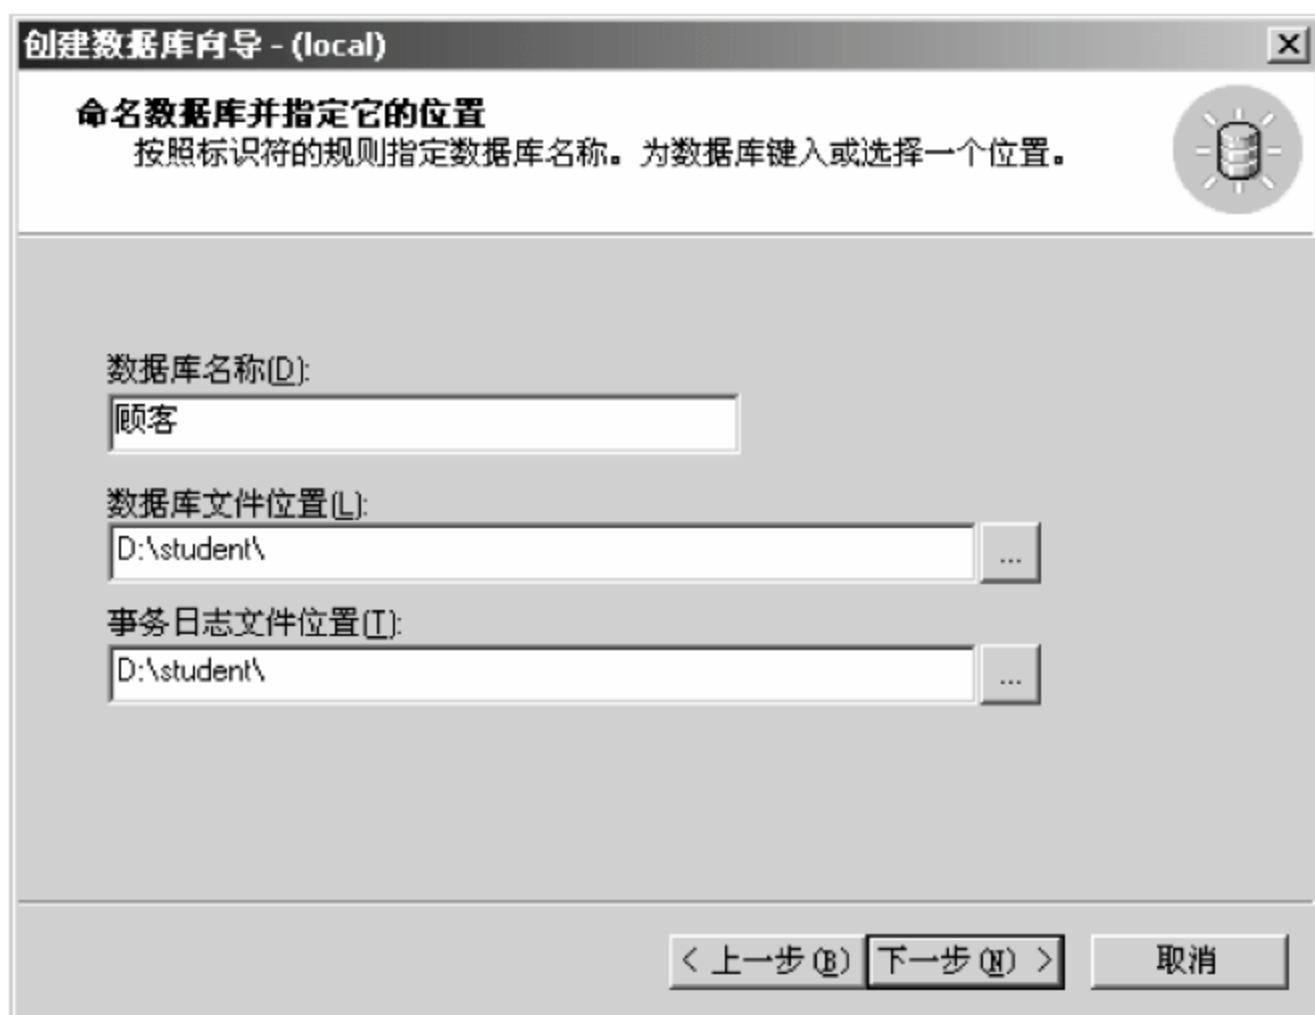 创建数据库向导 - (local)
命名数据库并指定它的位置
按照标识符的规则指定数据库名称。为数据库键入或选择一个位置。
数据库名称(D):
顾客
数据库文件位置(L):
D:\student\
...
事务日志文件位置(T):
D:\student\
...
< 上一步(B) 下一步(N) > 取消